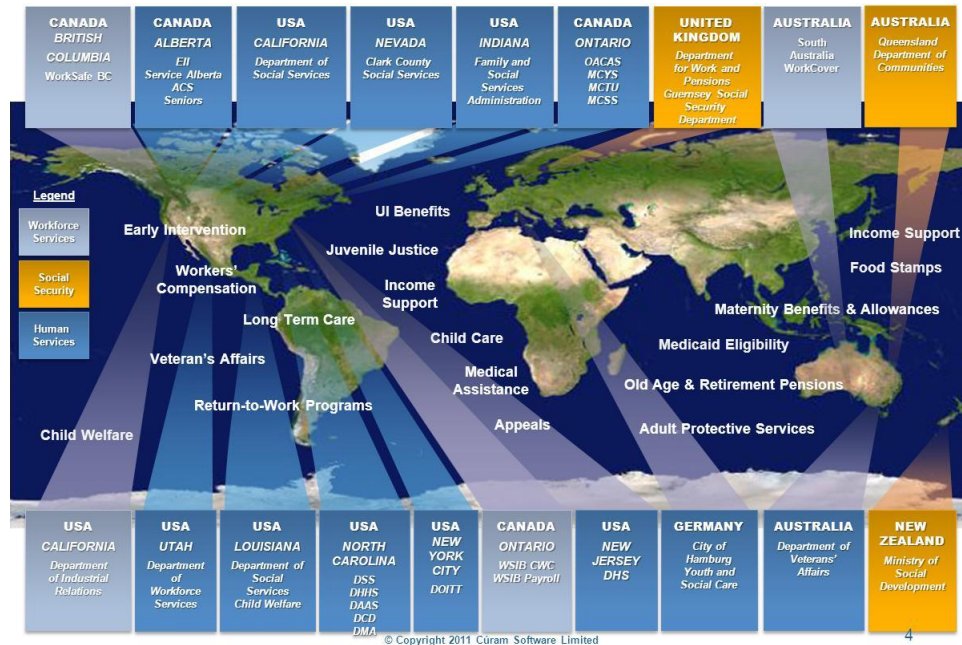 CANADA
BRITISH
COLUMBIA
WorkSafe BC
CANADA
ALBERTA
EII
Service Alberta
ACS
Seniors
USA
CALIFORNIA
Department of
Social Services
USA
NEVADA
Clark County
Social Services
USA
INDIANA
Family and
Social
Services
Administration
CANADA
ONTARIO
OACAS
MCYS
MCTU
MCSS
UNITED
KINGDOM
Department
for Work and
Pensions
Guernsey Social
Security
Department
AUSTRALIA
South
Australia
WorkCover
AUSTRALIA
Queensland
Department of
Communities
Legend
Workforce
Services
Social
Security
Human
Services
Early Intervention
Workers'
Compensation
Long Term Care
Veteran's Affairs
Return-to-Work Programs
Child Welfare
UI Benefits
Juvenile Justice
Income
Support
Child Care
Medical
Assistance
Appeals
Income Support
Food Stamps
Maternity Benefits & Allowances
Medicaid Eligibility
Old Age & Retirement Pensions
Adult Protective Services
USA
CALIFORNIA
Department
of Industrial
Relations
USA
UTAH
Department
of
Workforce
Services
USA
LOUISIANA
Department of
Social
Services
Child Welfare
USA
NORTH
CAROLINA
DSS
DHHS
DAAS
DCD
DMA
USA
NEW
YORK
CITY
DOITT
CANADA
ONTARIO
WSIB CWC
WSIB Payroll
USA
NEW
JERSEY
DHS
GERMANY
City of
Hamburg
Youth and
Social Care
AUSTRALIA
Department of
Veterans'
Affairs
NEW
ZEALAND
Ministry of
Social
Development
© Copyright 2011 Cúram Software Limited
4